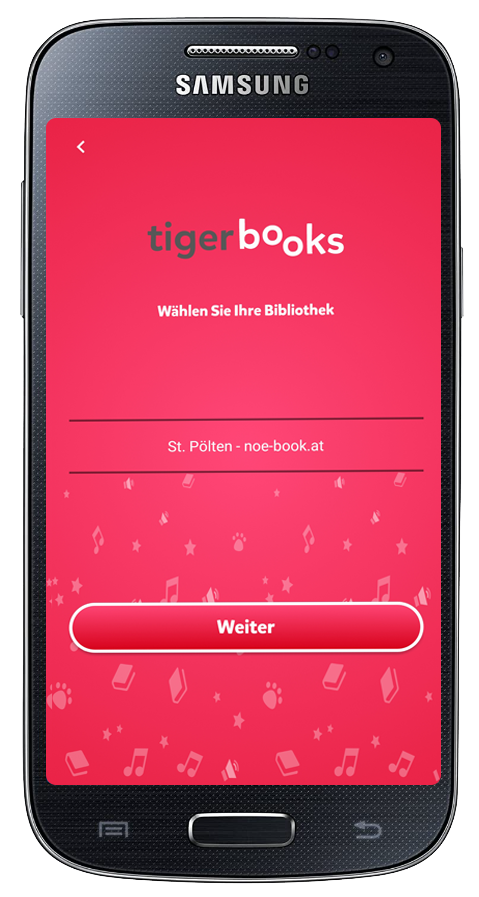 SAMSUNG
tigerbooks
Wählen Sie Ihre Bibliothek
St. Pölten - noe-book.at
Weiter